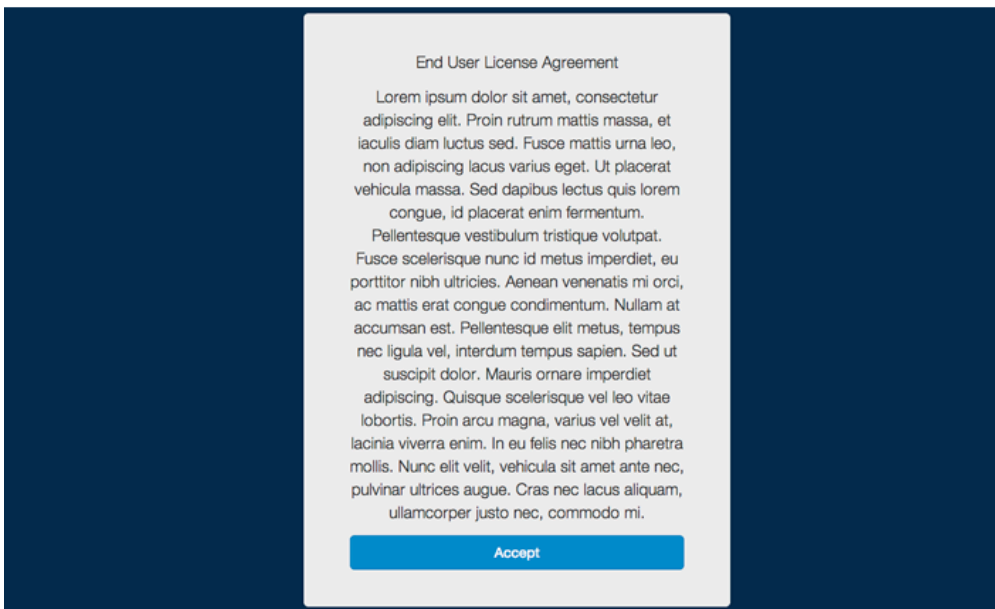 End User License Agreement
Lorem ipsum dolor sit amet, consectetur
adipiscing elit. Proin rutrum mattis massa, et
iaculis diam luctus sed. Fusce mattis urna leo,
non adipiscing lacus varius eget. Ut placerat
vehicula massa. Sed dapibus lectus quis lorem
congue, id placerat enim fermentum.
Pellentesque vestibulum tristique volutpat.
Fusce scelerisque nunc id metus imperdiet, eu
porttitor nibh ultricies. Aenean venenatis mi orci,
ac mattis erat congue condimentum. Nullam at
accumsan est. Pellentesque elit metus, tempus
nec ligula vel, interdum tempus sapien. Sed ut
suscipit dolor. Mauris ornare imperdiet
adipiscing. Quisque scelerisque vel leo vitae
lobortis. Proin arcu magna, varius vel velit at,
lacinia viverra enim. In eu felis nec nibh pharetra
mollis. Nunc elit velit, vehicula sit amet ante nec,
pulvinar ultrices augue. Cras nec lacus aliquam,
ullamcorper justo nec, commodo mi.
Accept